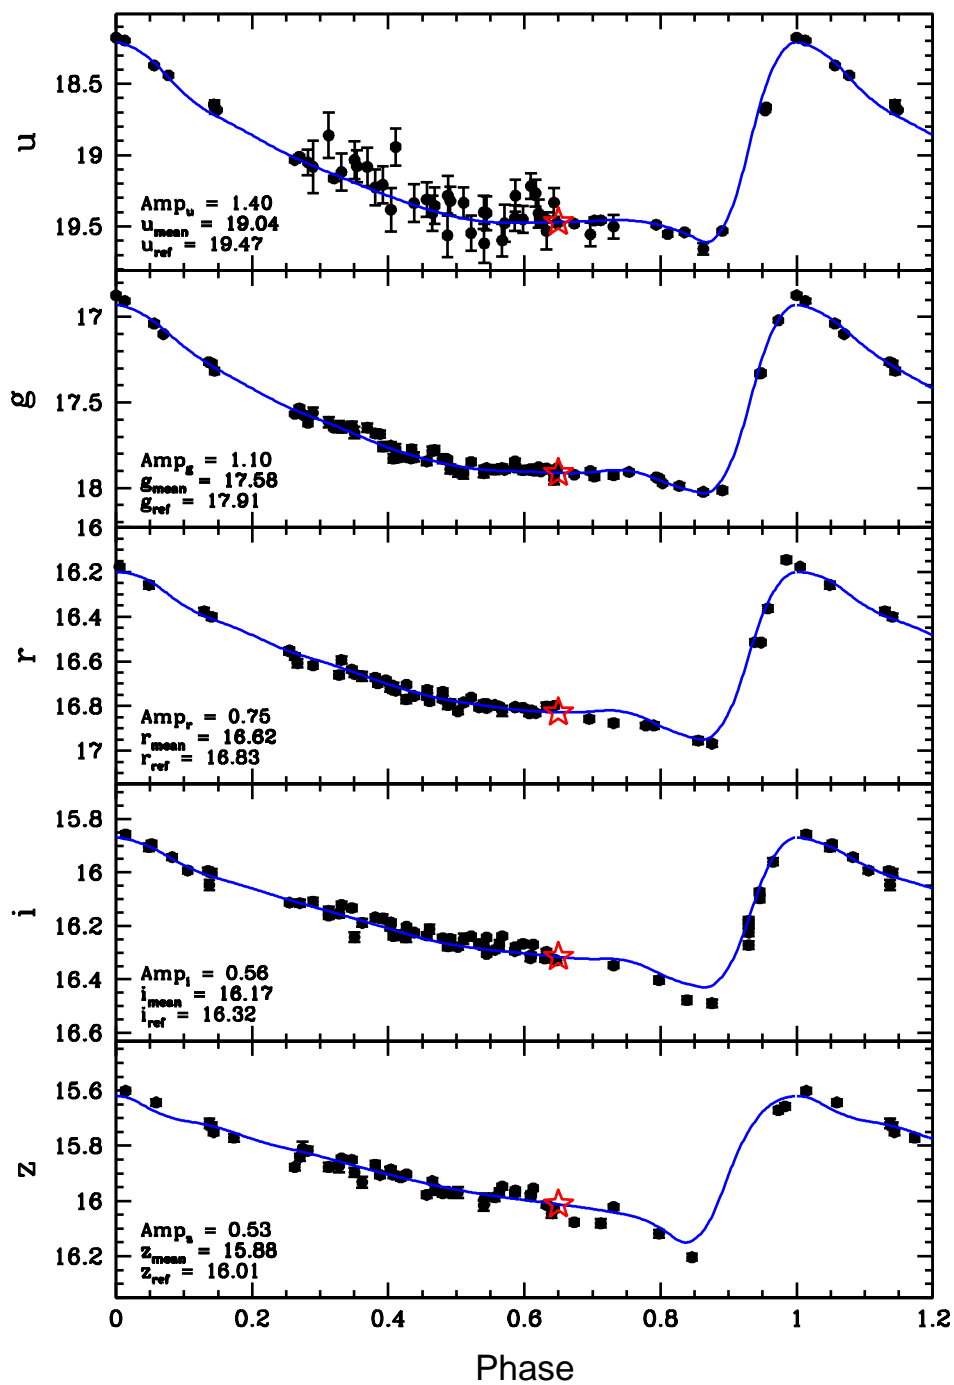 18.5
19
19.5
u
Amp_u = 1.40
u_mean = 19.04
u_ref = 19.47
17
17.5
18
g
Amp_g = 1.10
g_mean = 17.58
g_ref = 17.91
16
16.2
16.4
16.6
16.8
17
r
Amp_r = 0.75
r_mean = 16.62
r_ref = 16.83
15.8
16
16.2
16.4
16.6
i
Amp_i = 0.56
i_mean = 16.17
i_ref = 16.32
15.6
15.8
16
16.2
z
Amp_z = 0.53
z_mean = 15.88
z_ref = 16.01
0 0.2 0.4 0.6 0.8 1 1.2
Phase